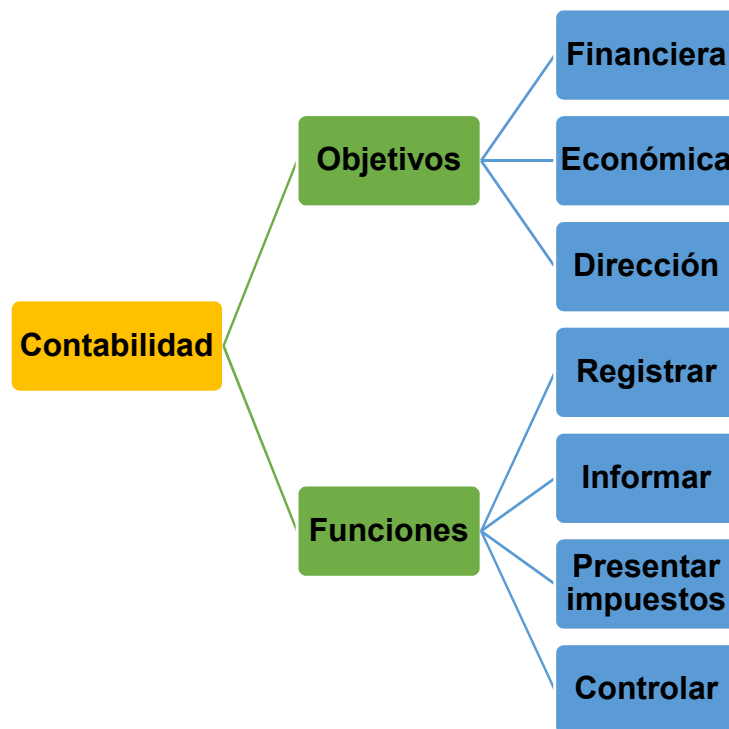 Contabilidad
Objetivos
Financiera
Económica
Dirección
Funciones
Registrar
Informar
Presentar
impuestos
Controlar